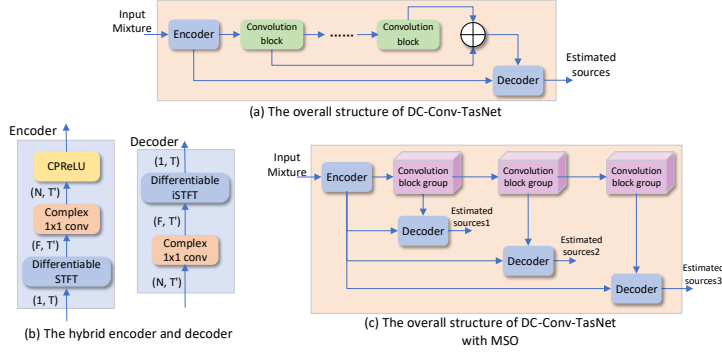 Input
Mixture
Encoder
Convolution
block
......
Convolution
block
Estimated
sources
Decoder
(a) The overall structure of DC-Conv-TasNet
Encoder
CPReLU
(N, T')
Complex
1x1 conv
(F, T')
Differentiable
STFT
(1, T)
Decoder
(1, T)
Differentiable
iSTFT
(F, T')
Complex
1x1 conv
(N, T')
(b) The hybrid encoder and decoder
Input
Mixture
Encoder
Convolution
block group
Convolution
block group
Convolution
block group
Decoder
Estimated
sources1
Decoder
Estimated
sources2
Decoder
Estimated
sources3
(c) The overall structure of DC-Conv-TasNet
with MSO